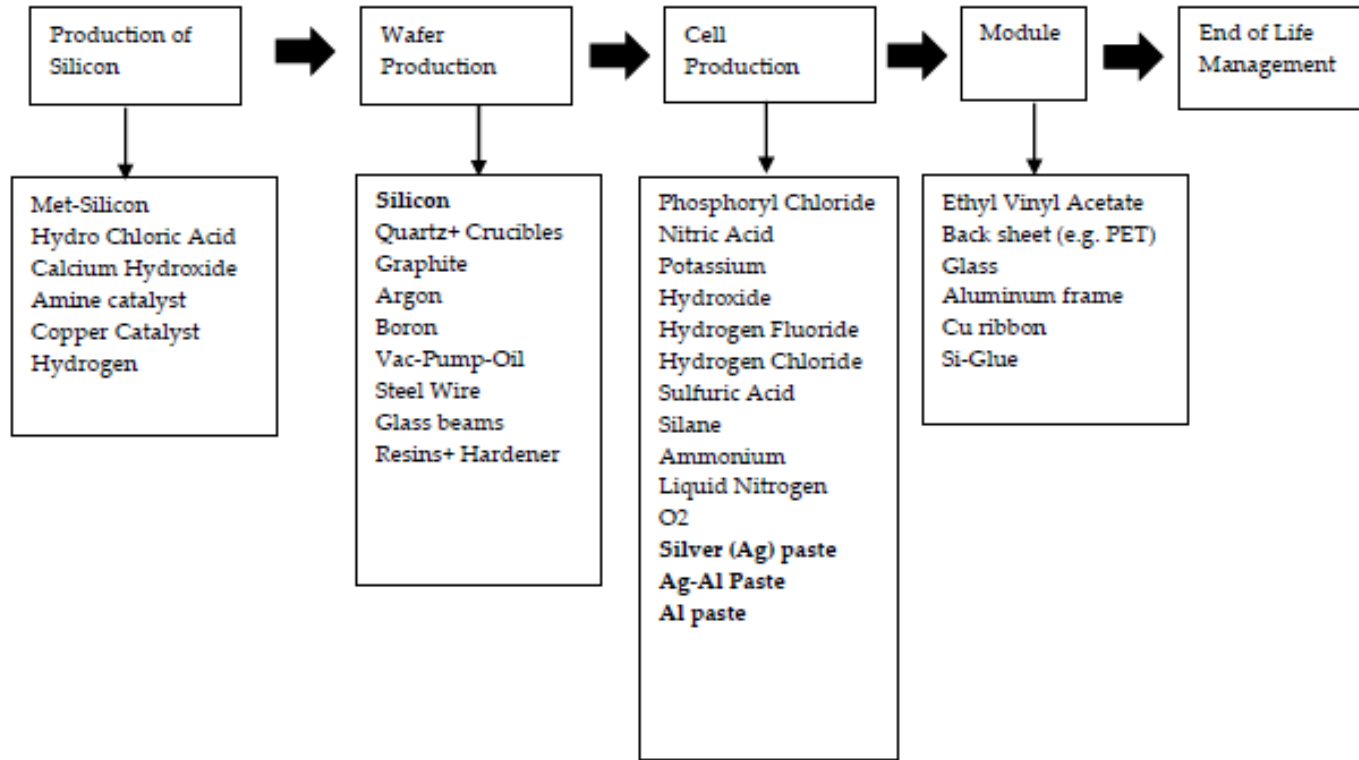 Production of
Silicon
Wafer
Production
Cell
Production
Module
End of Life
Management
Met-Silicon
Hydro Chloric Acid
Calcium Hydroxide
Amine catalyst
Copper Catalyst
Hydrogen
Silicon
Quartz+ Crucibles
Graphite
Argon
Boron
Vac-Pump-Oil
Steel Wire
Glass beams
Resins+ Hardener
Phosphoryl Chloride
Nitric Acid
Potassium
Hydroxide
Hydrogen Fluoride
Hydrogen Chloride
Sulfuric Acid
Silane
Ammonium
Liquid Nitrogen
O2
Silver (Ag) paste
Ag-Al Paste
Al paste
Ethyl Vinyl Acetate
Back sheet (e.g. PET)
Glass
Aluminum frame
Cu ribbon
Si-Glue